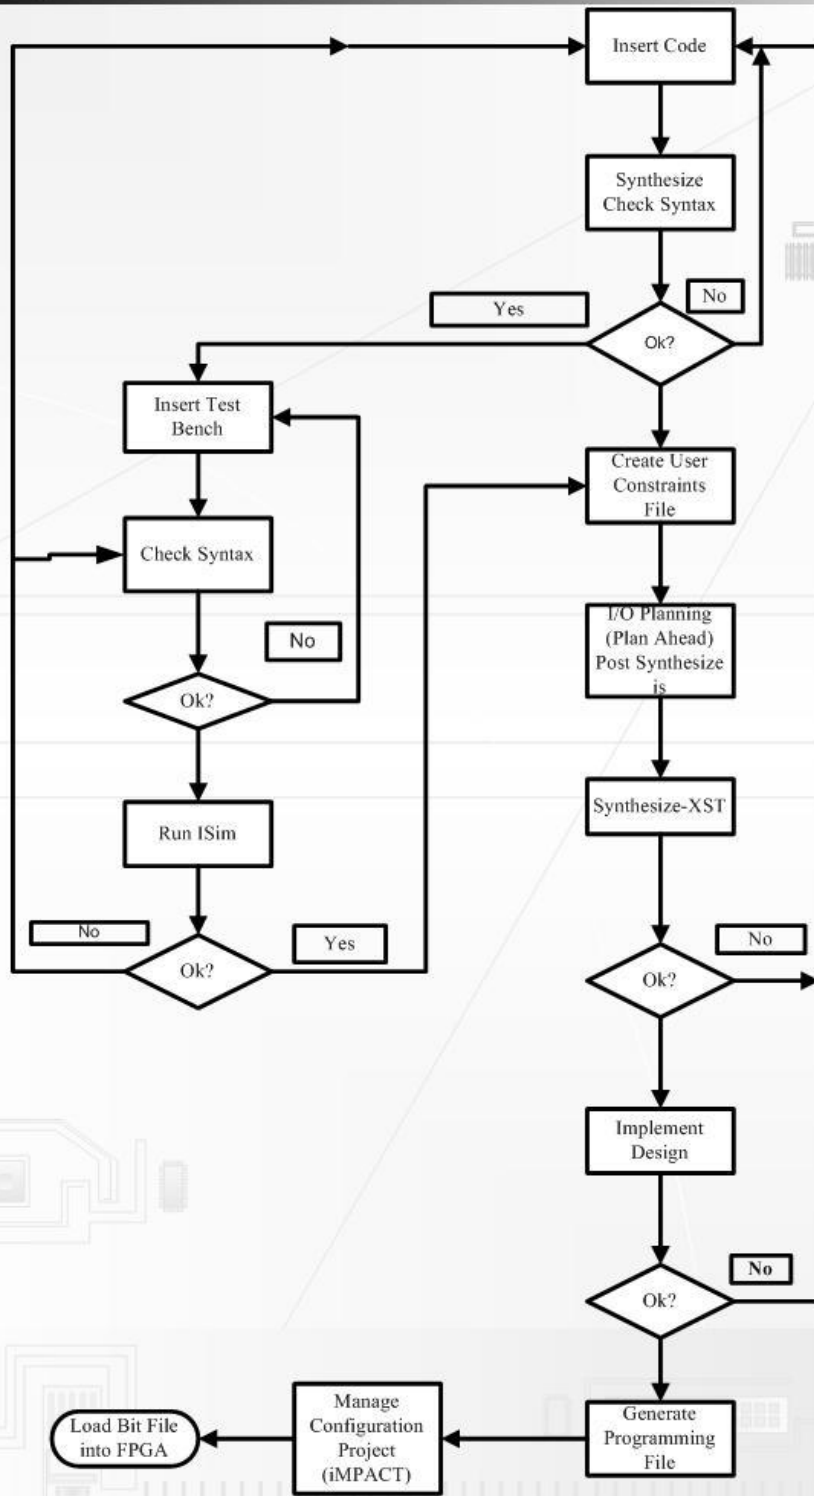 Insert Code
Synthesize
Check Syntax
Yes
No
Ok?
Insert Test
Bench
Create User
Constraints
File
Check Syntax
No
I/O Planning
(Plan Ahead)
Post Synthesize
is
Ok?
Synthesize-XST
Run ISim
No
Yes
Ok?
No
Ok?
Implement
Design
No
Ok?
Load Bit File
into FPGA
Manage
Configuration
Project
(iMPACT)
Generate
Programming
File